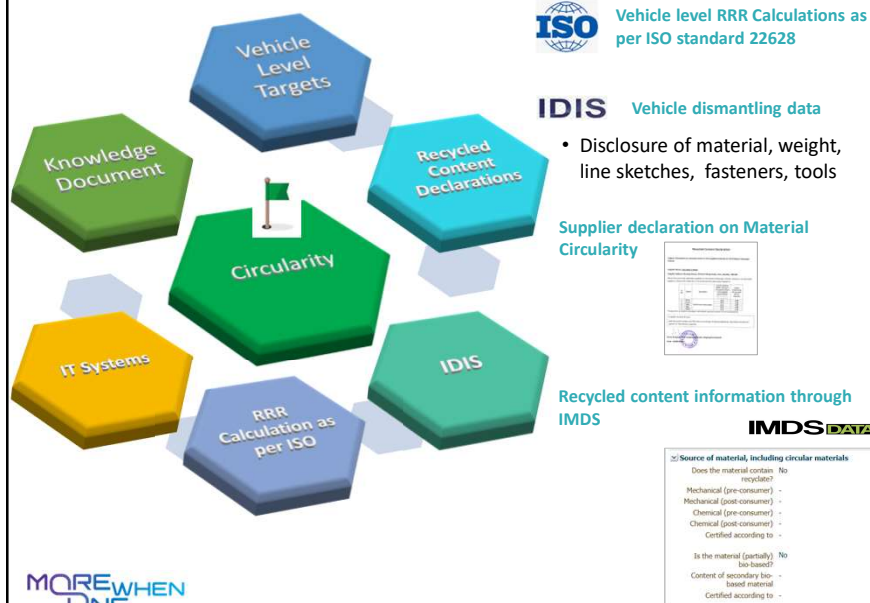 Vehicle
Level
Targets
Knowledge
Document
Recycled
Content
Declarations
Circularity
IT Systems
IDIS
RRR
Calculation as
per ISO
MORE WHEN
ISO
Vehicle level RRR Calculations as
per ISO standard 22628
IDIS Vehicle dismantling data
• Disclosure of material, weight,
line sketches, fasteners, tools
Supplier declaration on Material
Circularity
Recycled content information through
IMDS
IMDS DATA
Source of material, including circular materials
Does the material contain No
recyclate?
Mechanical (pre-consumer) -
Mechanical (post-consumer) -
Chemical (pre-consumer) -
Chemical (post-consumer) -
Certified according to -
Is the material (partially) No
bio-based?
Content of secondary bio- -
based material
Certified according to -